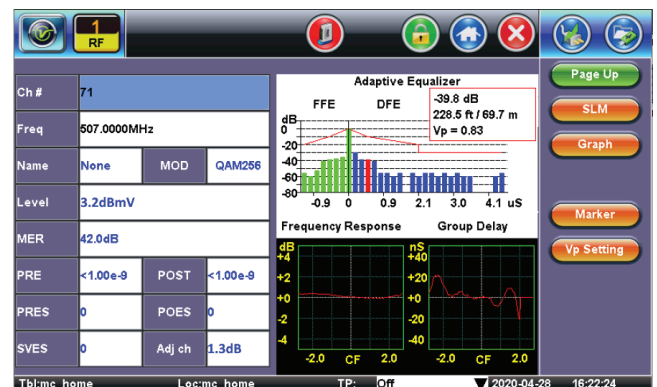 1
RF
Page Up
SLM
Graph
Marker
Vp Setting
Ch # 71
Freq 507.0000MHz
Name None MOD QAM256
Level 3.2dBmV
MER 42.0dB
PRE <1.00e-9 POST <1.00e-9
PRES 0 POES 0
SVES 0 Adj ch 1.3dB
Adaptive Equalizer
FFE DFE
-39.8 dB
228.5 ft / 69.7 m
Vp = 0.83
dB
0
-20
-40
-60
-80
-0.9 0 0.9 2.1 3.0 4.1 uS
Frequency Response Group Delay
dB
+4
+2
+0
-2
-4
-2.0 CF 2.0
nS
+40
+20
+0
-20
-40
-2.0 CF 2.0
Tbl:mc_home Loc:mc_home TP: Off 2020-04-28 16:22:24